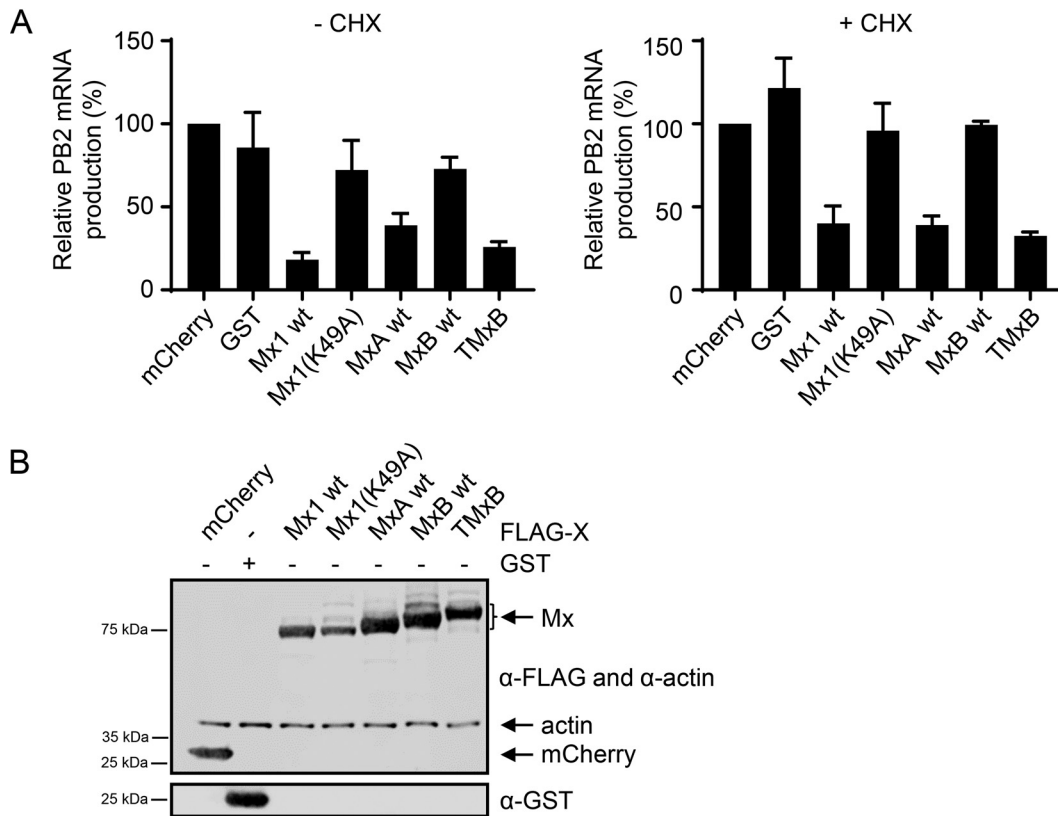 A
- CHX
Relative PB2 mRNA
production (%)
150
100
50
0
mCherry
GST
Mx1 wt
Mx1(K49A)
MxA wt
MxB wt
TMxB
+ CHX
Relative PB2 mRNA
production (%)
150
100
50
0
mCherry
GST
Mx1 wt
Mx1(K49A)
MxA wt
MxB wt
TMxB
B
mCherry
-
Mx1 wt
Mx1(K49A)
MxA wt
MxB wt
TMxB
FLAG-X
- + - - - - - GST
75 kDa
Mx
α-FLAG and α-actin
actin
35 kDa
mCherry
25 kDa
25 kDa
α-GST